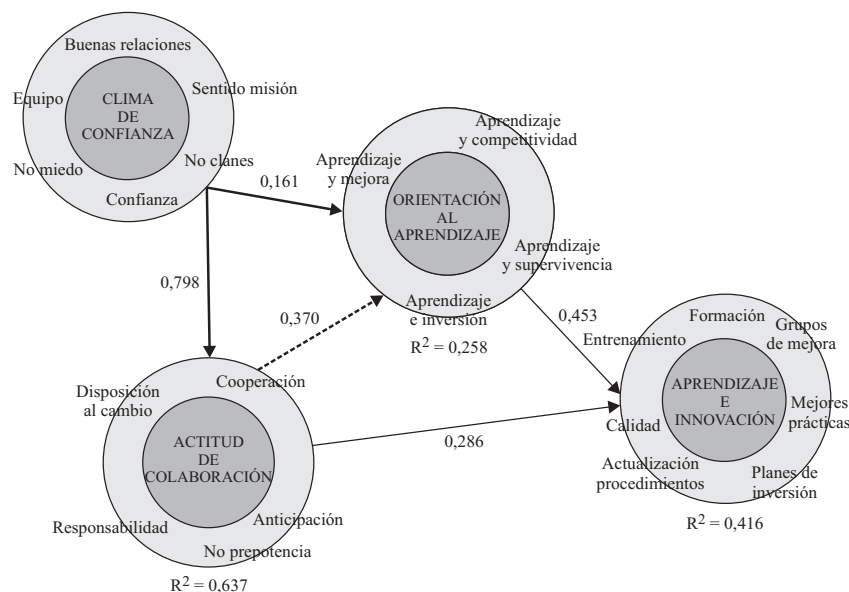 Buenas relaciones
Sentido misión
Equipo
CLIMA
DE
CONFIANZA
No miedo
No clanes
Confianza
0,161
0,798
Aprendizaje
y competitividad
Aprendizaje
y mejora
ORIENTACIÓN
AL
APRENDIZAJE
Aprendizaje
y supervivencia
Aprendizaje
e inversión
R² = 0,258
0,370
0,453
Cooperación
Disposición
al cambio
ACTITUD
DE
COLABORACIÓN
Responsabilidad
Anticipación
No prepotencia
R² = 0,637
0,286
Formación
Entrenamiento
Grupos
de mejora
APRENDIZAJE
E
INNOVACIÓN
Mejores
prácticas
Calidad
Actualización
procedimientos
Planes de
inversión
R² = 0,416